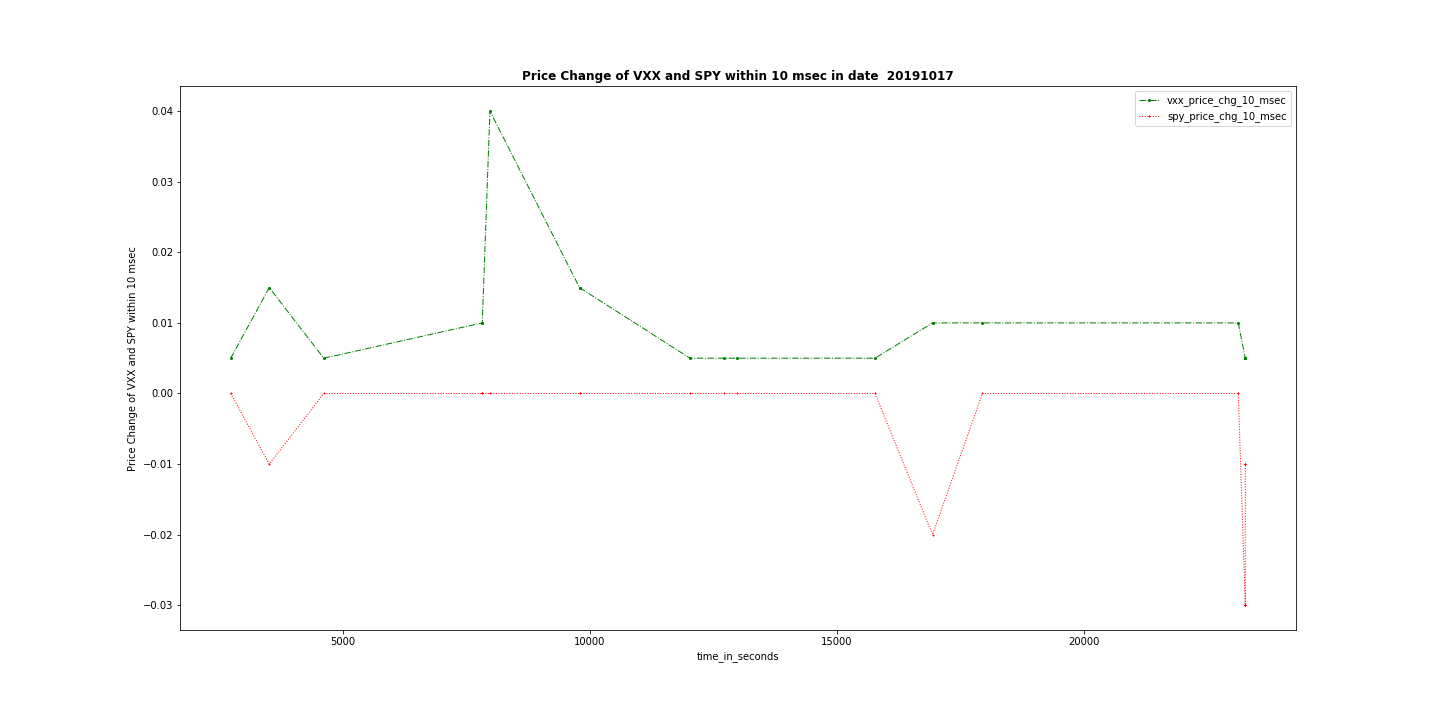 Price Change of VXX and SPY within 10 msec in date  20191017
vxx_price_chg_10_msec
spy_price_chg_10_msec
Price Change of VXX and SPY within 10 msec
0.04
0.03
0.02
0.01
0.00
−0.01
−0.02
−0.03
5000
10000
15000
20000
time_in_seconds